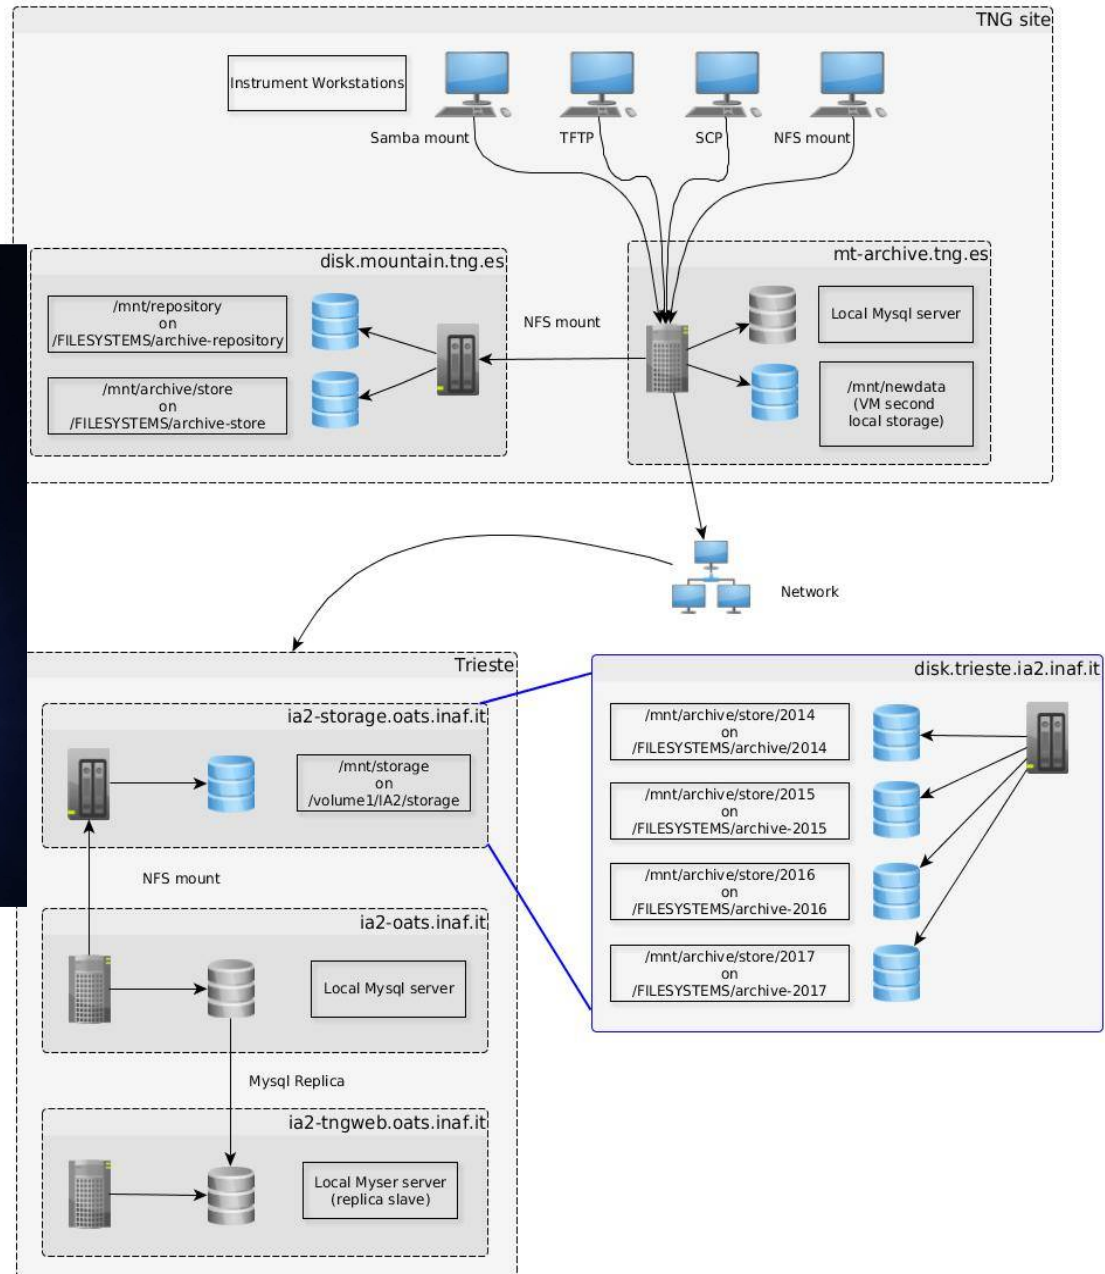 TNG site
Instrument Workstations
Samba mount
TFTP
SCP
NFS mount
disk.mountain.tng.es
/mnt/repository
on
/FILESYSTEMS/archive-repository
/mnt/archive/store
on
/FILESYSTEMS/archive-store
NFS mount
mt-archive.tng.es
Local Mysql server
/mnt/newdata
(VM second
local storage)
Network
Trieste
ia2-storage.oats.inaf.it
/mnt/storage
on
/volume1/IA2/storage
NFS mount
ia2-oats.inaf.it
Local Mysql server
Mysql Replica
ia2-tngweb.oats.inaf.it
Local Myser server
(replica slave)
disk.trieste.ia2.inaf.it
/mnt/archive/store/2014
on
/FILESYSTEMS/archive/2014
/mnt/archive/store/2015
on
/FILESYSTEMS/archive-2015
/mnt/archive/store/2016
on
/FILESYSTEMS/archive-2016
/mnt/archive/store/2017
on
/FILESYSTEMS/archive-2017